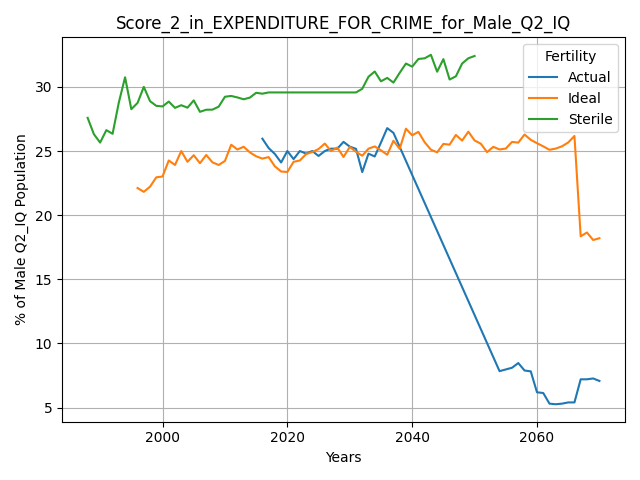 Score_2_in_EXPENDITURE_FOR_CRIME_for_Male_Q2_IQ
Fertility
Actual
Ideal
Sterile
% of Male Q2_IQ Population
30
25
20
15
10
5
2000
2020
2040
2060
Years